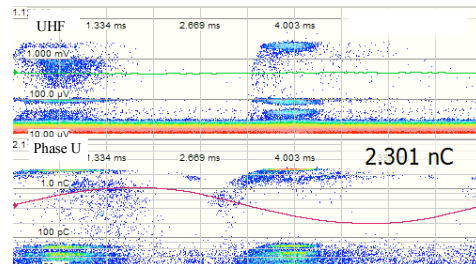 1.1
UHF
1.334 ms 2.669 ms 4.003 ms
1.000 mV
100.0 µV
10.00 µV
2.1
Phase U
1.334 ms 2.669 ms 4.003 ms
2.301 nC
1.0 nC
100 pC